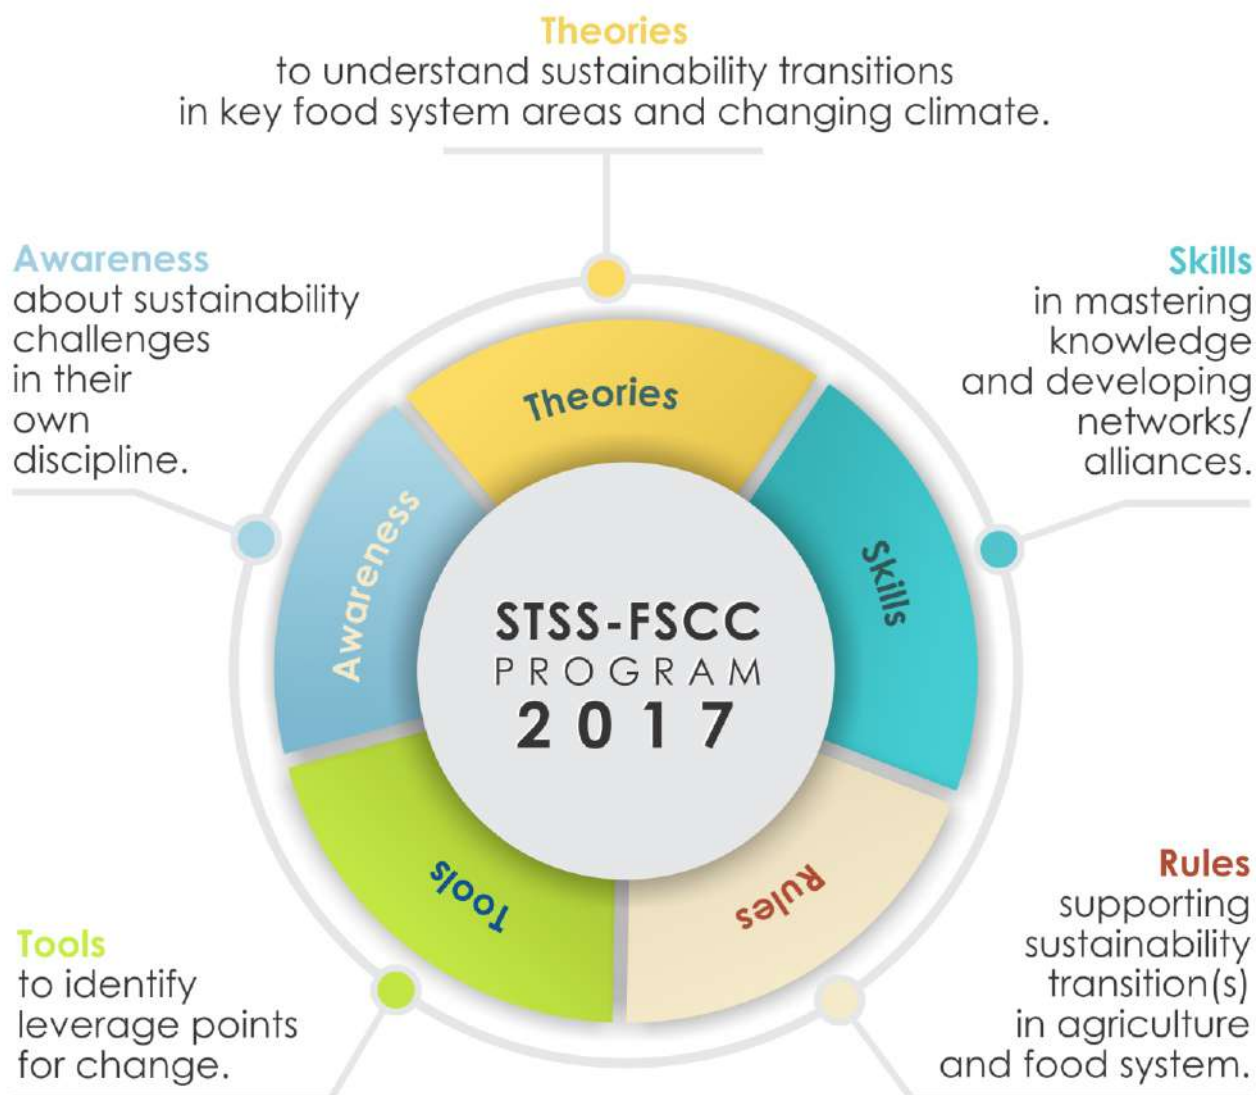 Theories
to understand sustainability transitions
in key food system areas and changing climate.
Awareness
about sustainability
challenges
in their
own
discipline.
Skills
in mastering
knowledge
and developing
networks/
alliances.
Theories
Skills
Awareness
STSS-FSCC
PROGRAM
2017
Tools
Rules
Tools
to identify
leverage points
for change.
Rules
supporting
sustainability
transition(s)
in agriculture
and food system.